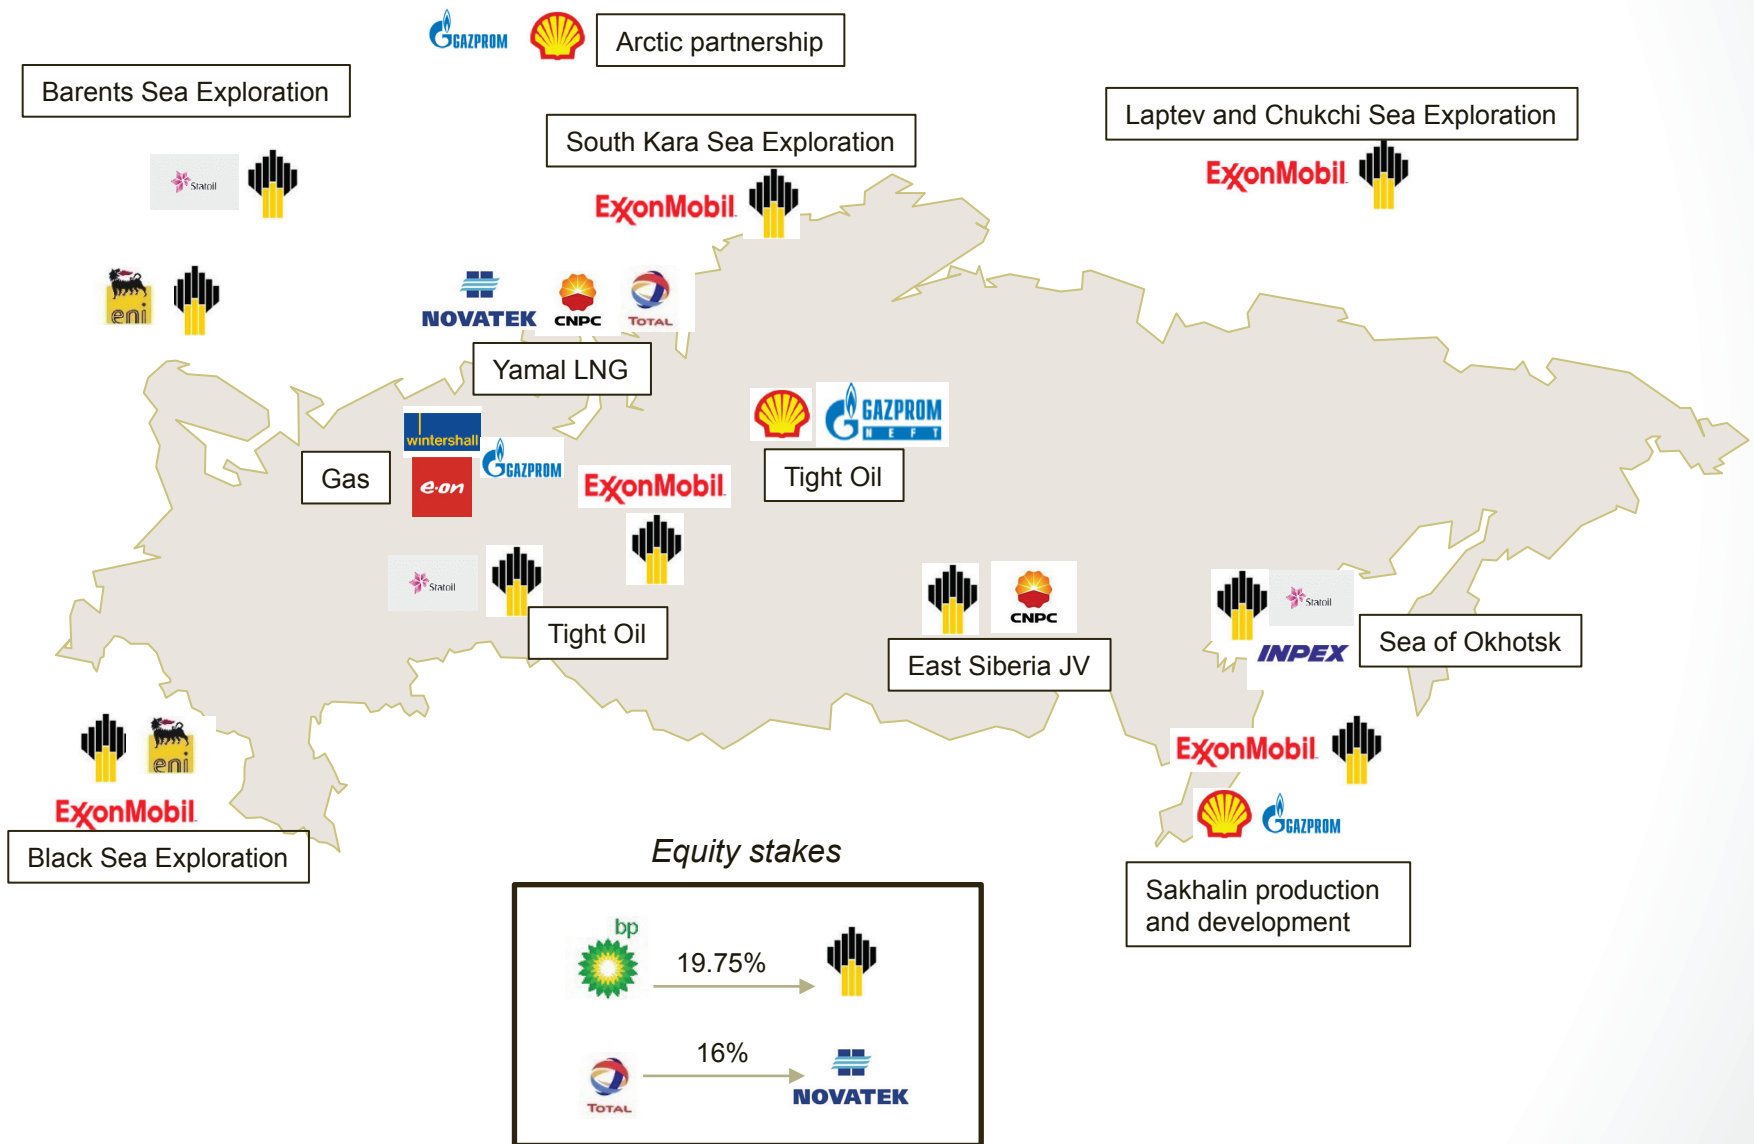 GAZPROM
Arctic partnership
Barents Sea Exploration
Statoil
eni
South Kara Sea Exploration
ExxonMobil
Laptev and Chukchi Sea Exploration
ExxonMobil
NOVATEK
CNPC
TOTAL
Yamal LNG
wintershall
GAZPROM
Gas
e·on
ExxonMobil
GAZPROM
NEFT
Tight Oil
Statoil
Tight Oil
CNPC
East Siberia JV
Statoil
INPEX
Sea of Okhotsk
eni
ExxonMobil
Black Sea Exploration
ExxonMobil
GAZPROM
Sakhalin production
and development
Equity stakes
bp
19.75%
TOTAL
16%
NOVATEK